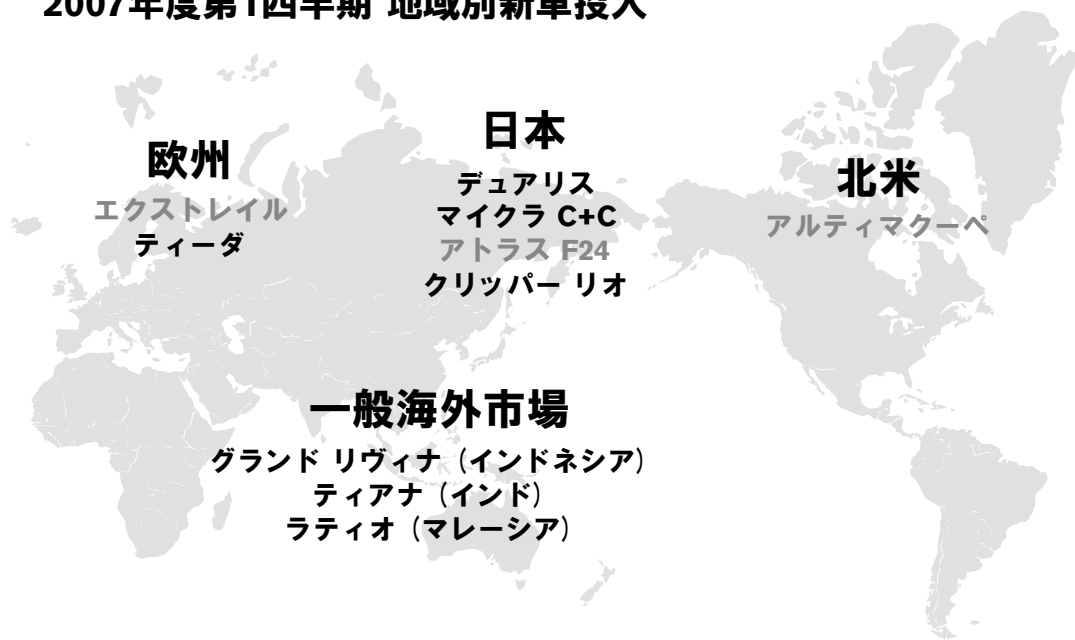 2007年度第1四半期 地域別新車投入
欧州
エクストレイル
ティーダ
日本
デュアリス
マイクラ C+C
アトラス F24
クリッパー リオ
北米
アルティマクーペ
一般海外市場
グランド リヴィナ（インドネシア）
ティアナ（インド）
ラティオ（マレーシア）